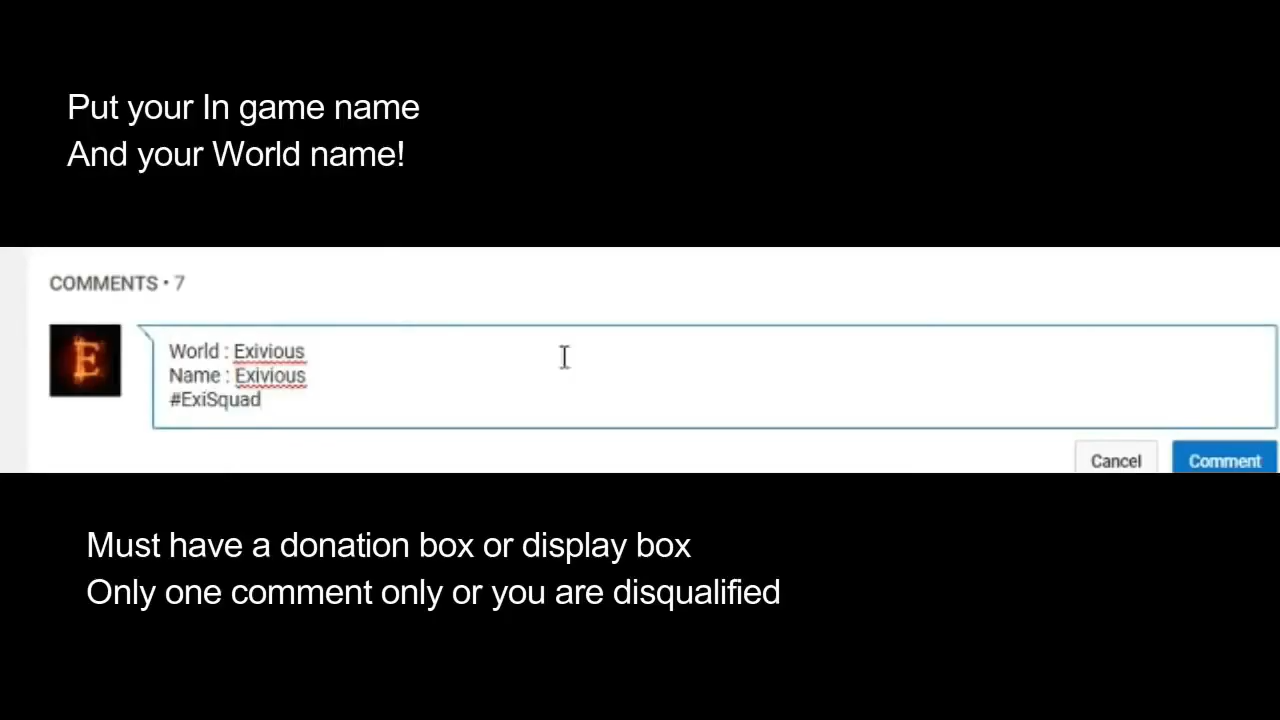 Put your In game name
And your World name!
COMMENTS • 7
E
World : Exivious
Name : Exivious
#ExiSquad
Cancel
Comment
Must have a donation box or display box
Only one comment only or you are disqualified